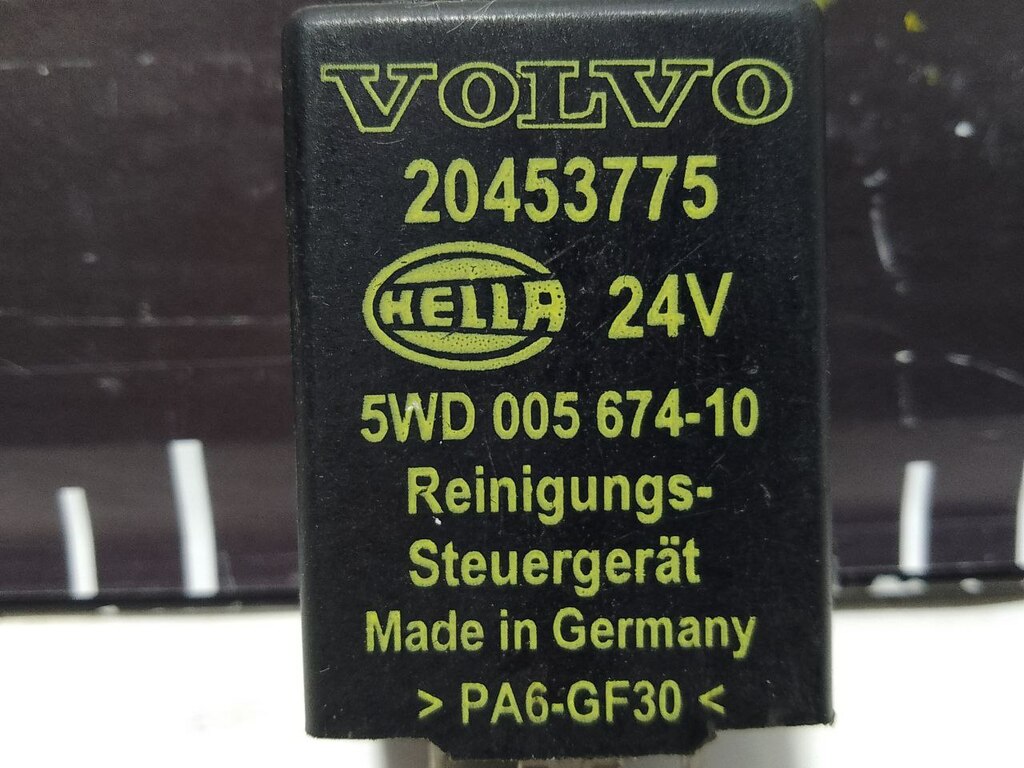 VOLVO
20453775
HELLA 24V
5WD 005 674-10
Reinigungs-
Steuergerät
Made in Germany
> PA6-GF30 <